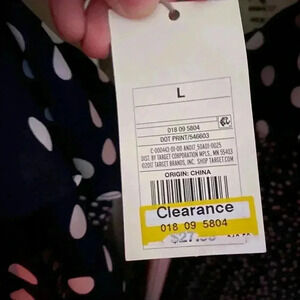 L
018 09 5804
DOT PRINT/546603
DIST. BY TARGET CORPORATION MPLS, MN 55403
TARGET BRANDS, INC. SHOP TARGET.COM
ORIGIN: CHINA
Clearance
018 09 5804